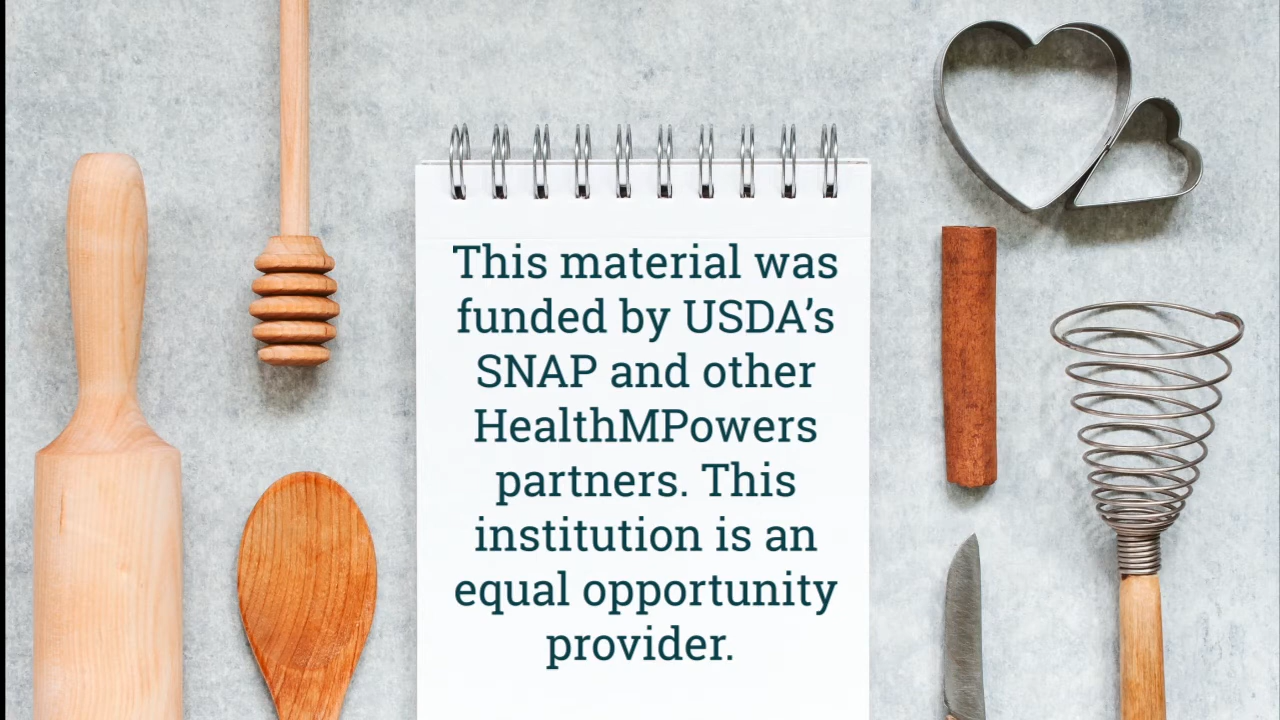 This material was
funded by USDA’s
SNAP and other
HealthMPowers
partners. This
institution is an
equal opportunity
provider.